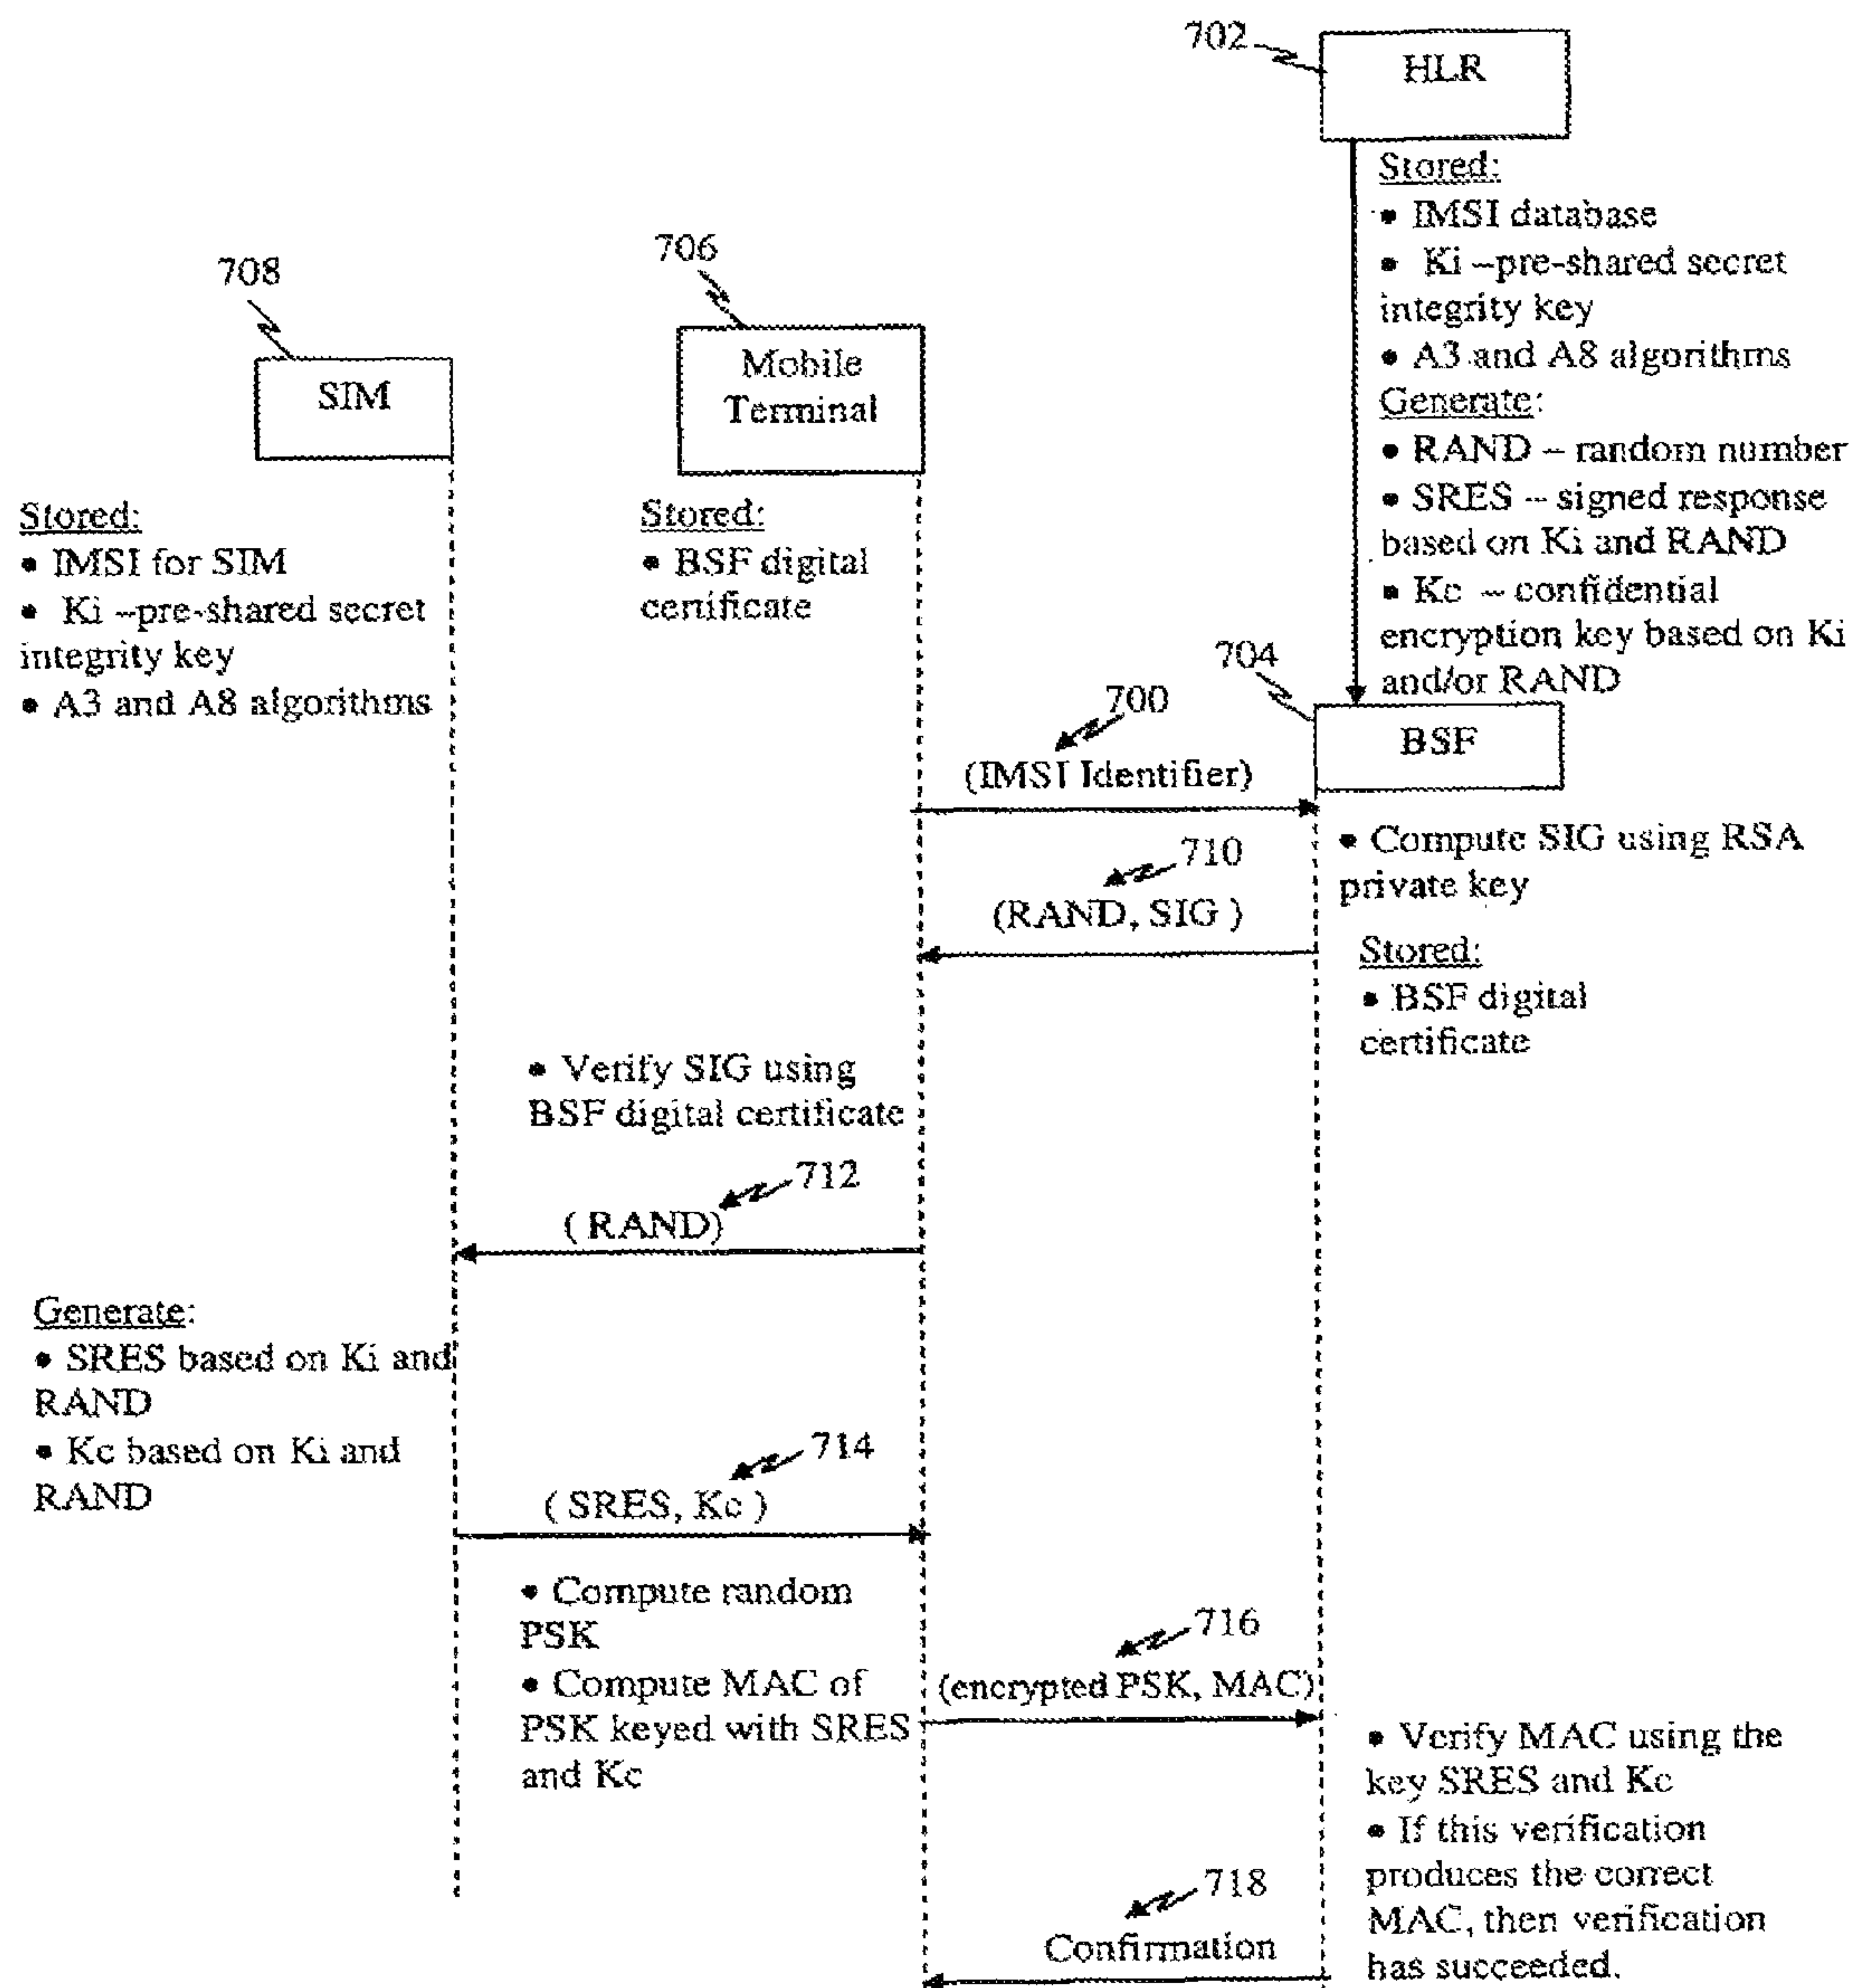 702
HLR
Stored:
• IMSI database
• Ki –pre-shared secret
integrity key
• A3 and A8 algorithms
Generate:
• RAND – random number
• SRES – signed response
based on Ki and RAND
• Kc – confidential
encryption key based on Ki
and/or RAND
708
SIM
Stored:
• IMSI for SIM
• Ki –pre-shared secret
integrity key
• A3 and A8 algorithms
706
Mobile
Terminal
Stored:
• BSF digital
certificate
704
BSF
700
(IMSI Identifier)
• Compute SIG using RSA
private key
710
(RAND, SIG )
Stored:
• BSF digital
certificate
• Verify SIG using
BSF digital certificate
712
( RAND)
Generate:
• SRES based on Ki and
RAND
• Kc based on Ki and
RAND
714
( SRES, Kc )
• Compute random
PSK
• Compute MAC of
PSK keyed with SRES
and Kc
716
(encrypted PSK, MAC)
• Verify MAC using the
key SRES and Kc
• If this verification
produces the correct
MAC, then verification
has succeeded.
718
Confirmation